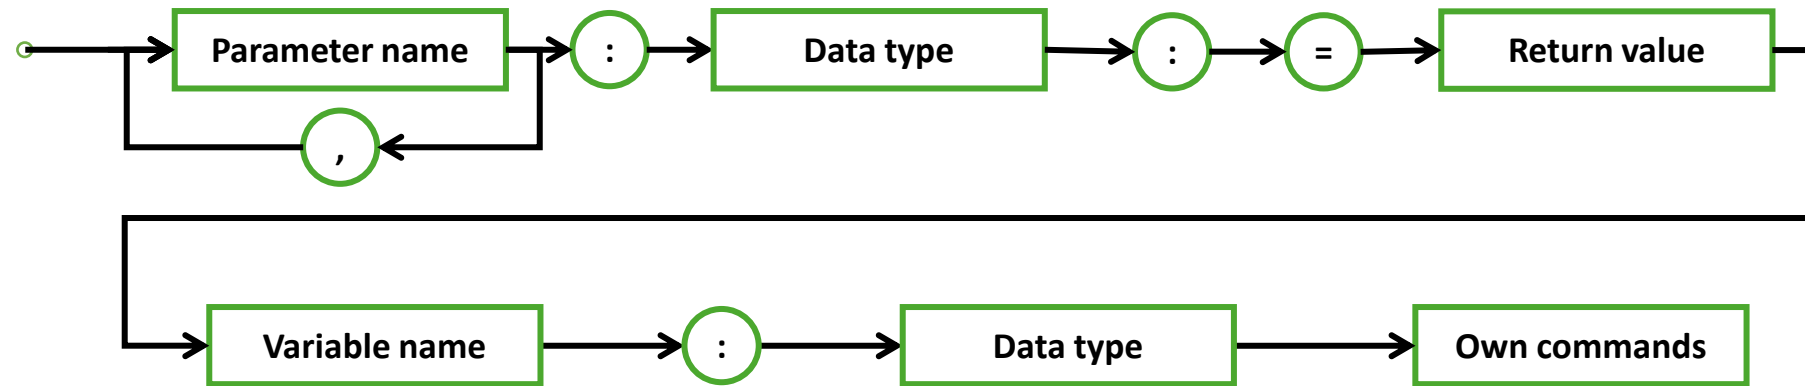 Parameter name : Data type : = Return value
,
Variable name : Data type Own commands